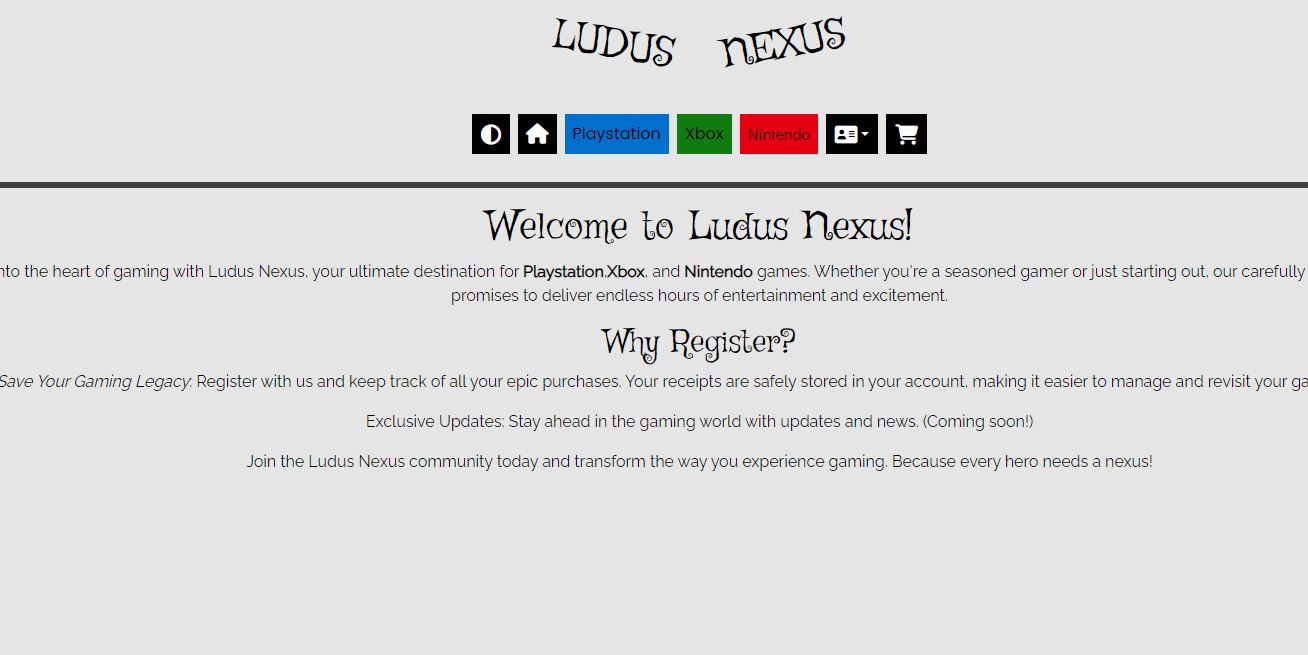 LUDUS NEXUS
Playstation Xbox Nintendo
Welcome to Ludus Nexus!
to the heart of gaming with Ludus Nexus, your ultimate destination for Playstation,Xbox, and Nintendo games. Whether you're a seasoned gamer or just starting out, our carefully
promises to deliver endless hours of entertainment and excitement.
Why Register?
Save Your Gaming Legacy: Register with us and keep track of all your epic purchases. Your receipts are safely stored in your account, making it easier to manage and revisit your
Exclusive Updates: Stay ahead in the gaming world with updates and news. (Coming soon!)
Join the Ludus Nexus community today and transform the way you experience gaming. Because every hero needs a nexus!